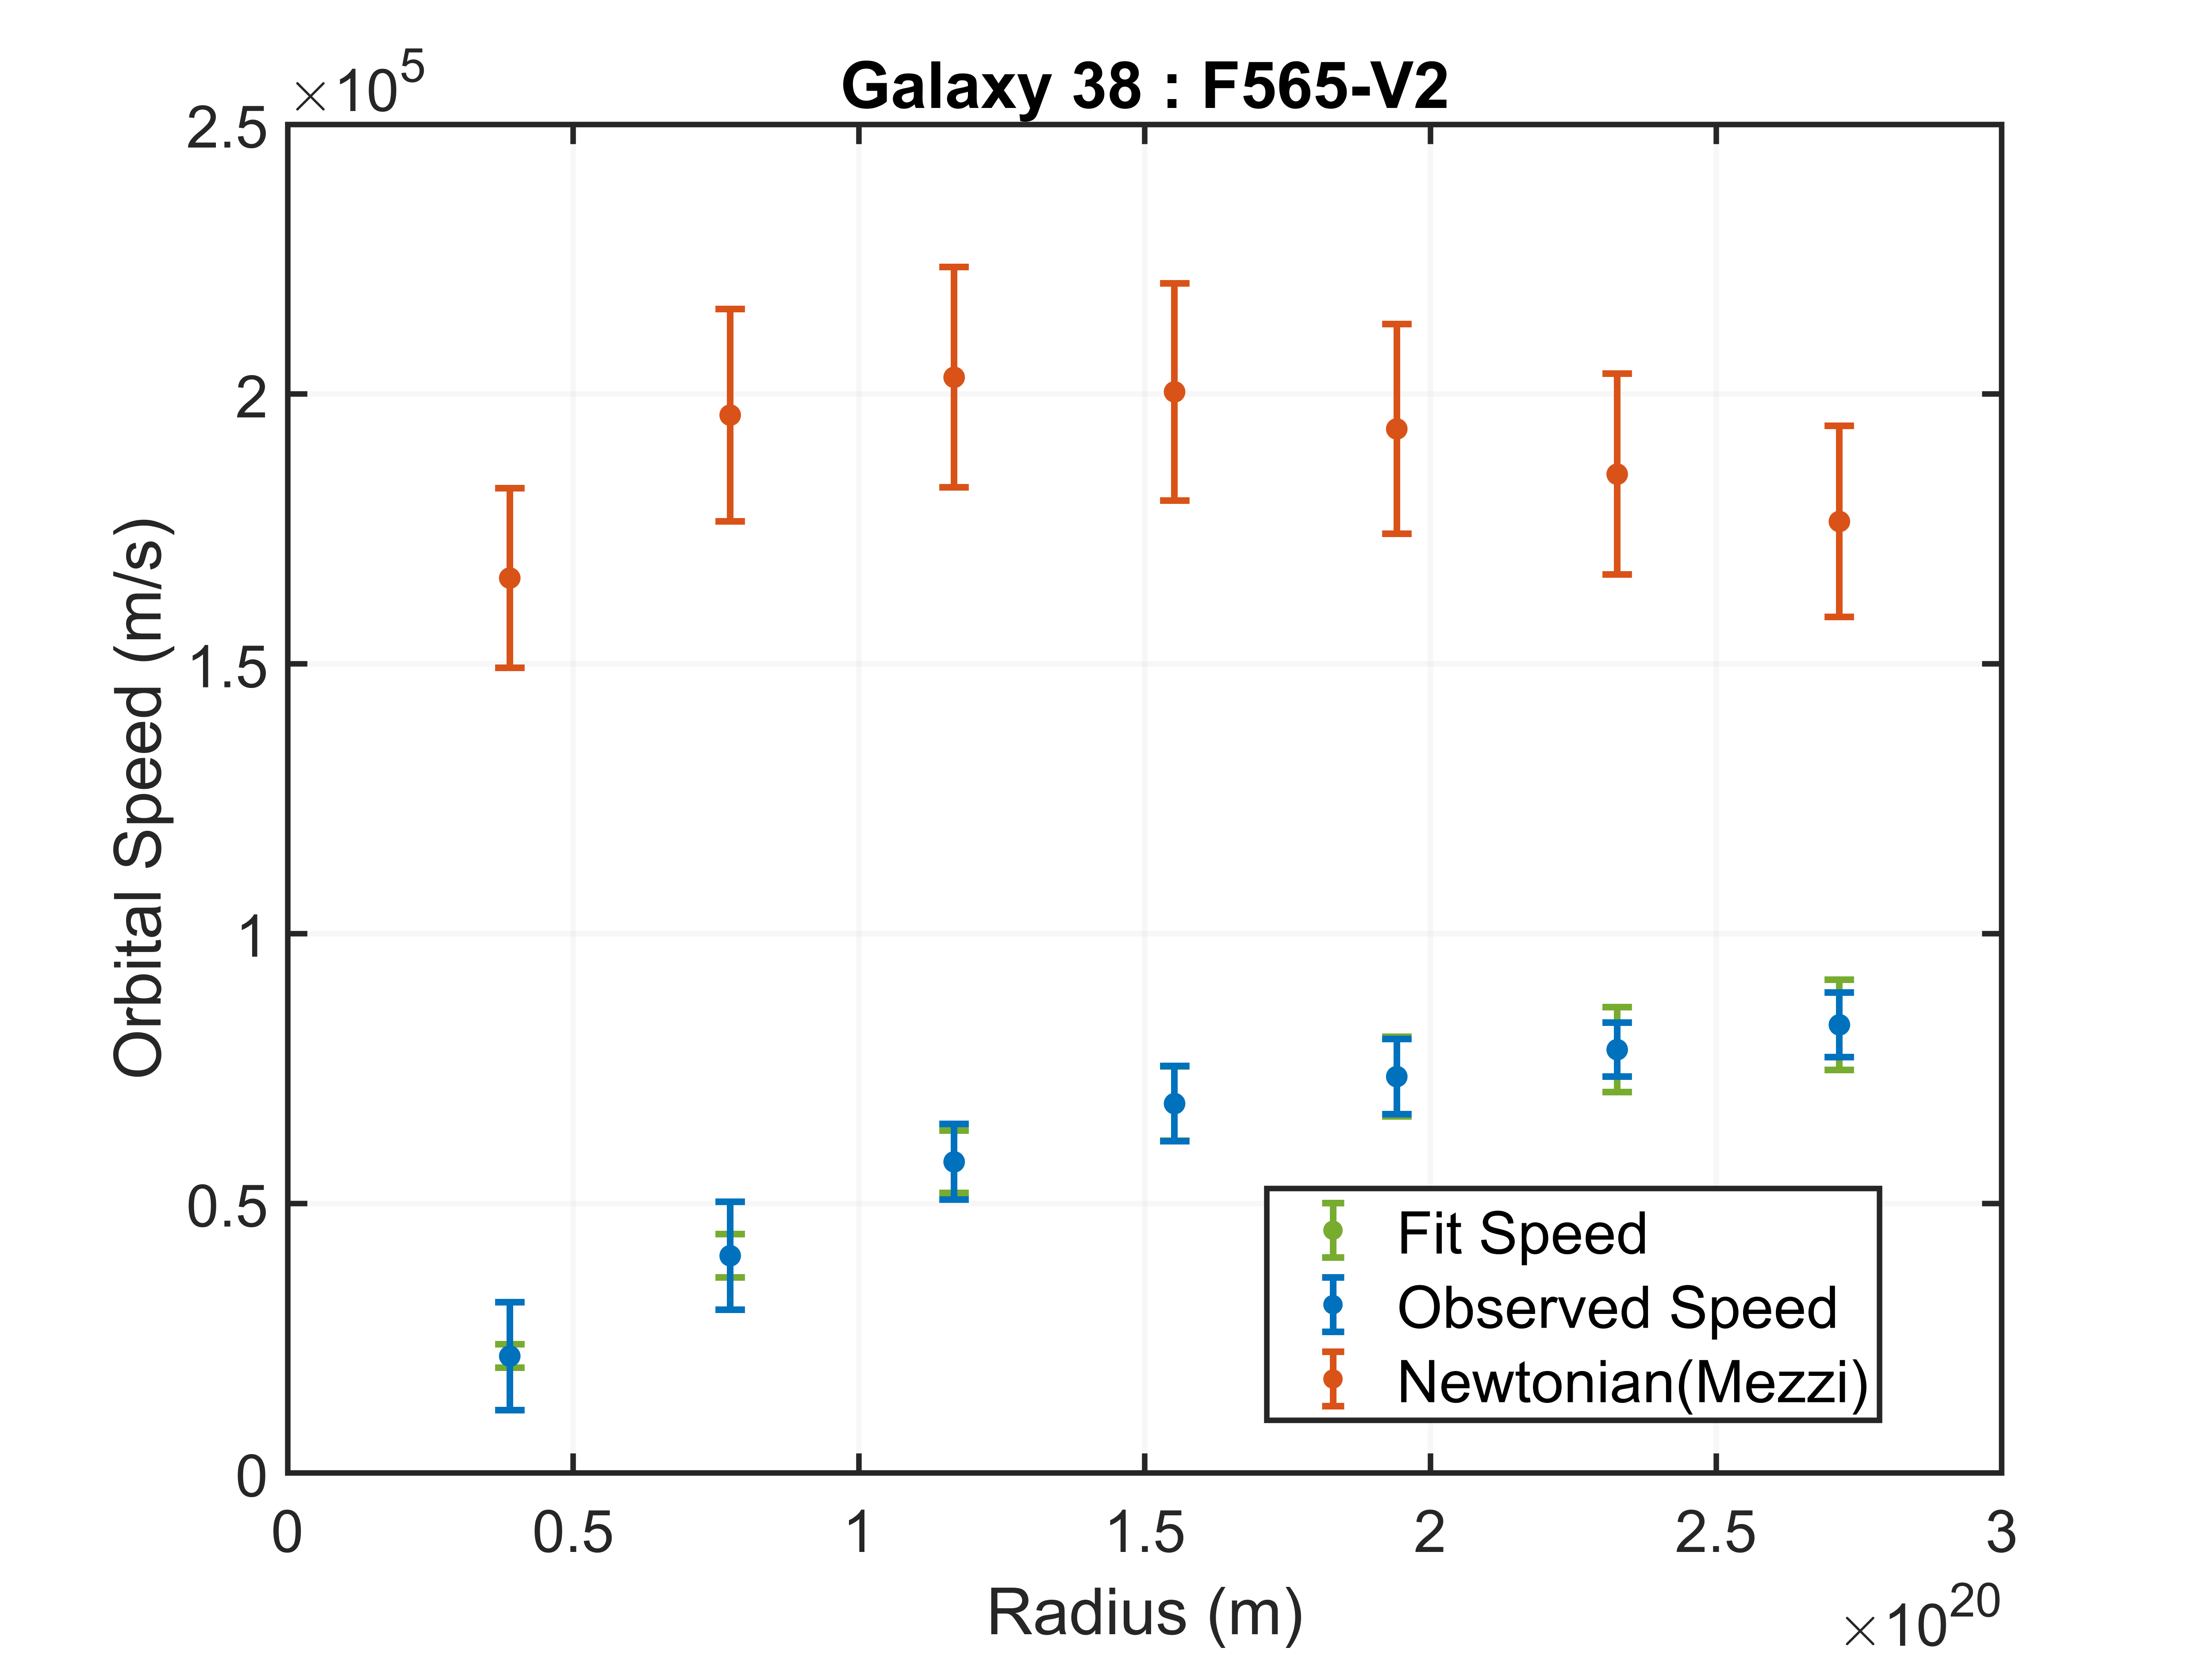 Galaxy 38 : F565-V2
×10^5
2.5
2
1.5
1
0.5
0
Orbital Speed (m/s)
Fit Speed
Observed Speed
Newtonian(Mezzi)
0 0.5 1 1.5 2 2.5 3
Radius (m)
×10^20